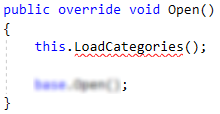 public override void Open()
{
this.LoadCategories();
}